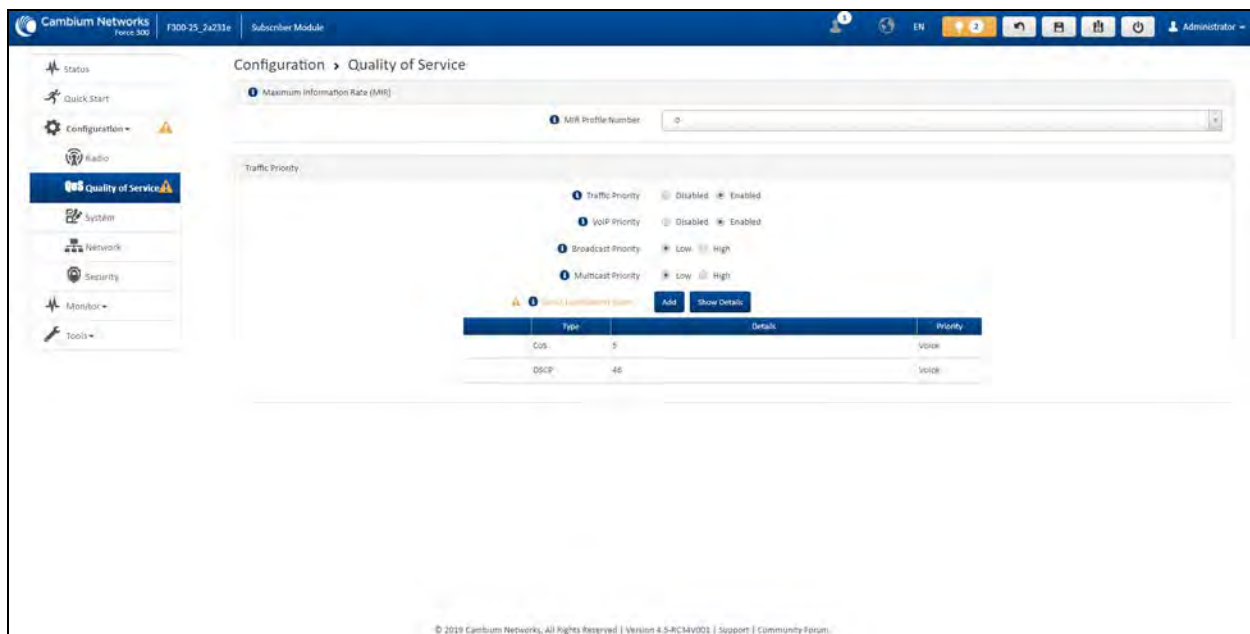 Cambium Networks
Force 300
F300-25_2a231e
Subscriber Module
1
EN
2
Administrator
Status
Quick Start
Configuration
Radio
QoS Quality of Service
System
Network
Security
Monitor
Tools
Configuration > Quality of Service
Maximum Information Rate (MIR)
MIR Profile Number
0
Traffic Priority
Traffic Priority Disabled Enabled
VoIP Priority Disabled Enabled
Broadcast Priority Low High
Multicast Priority Low High
Add Show Details
Type Details Priority
CoS 5 Voice
DSCP 46 Voice
© 2019 Cambium Networks, All Rights Reserved | Version 4.5-RC34V001 | Support | Community Forum